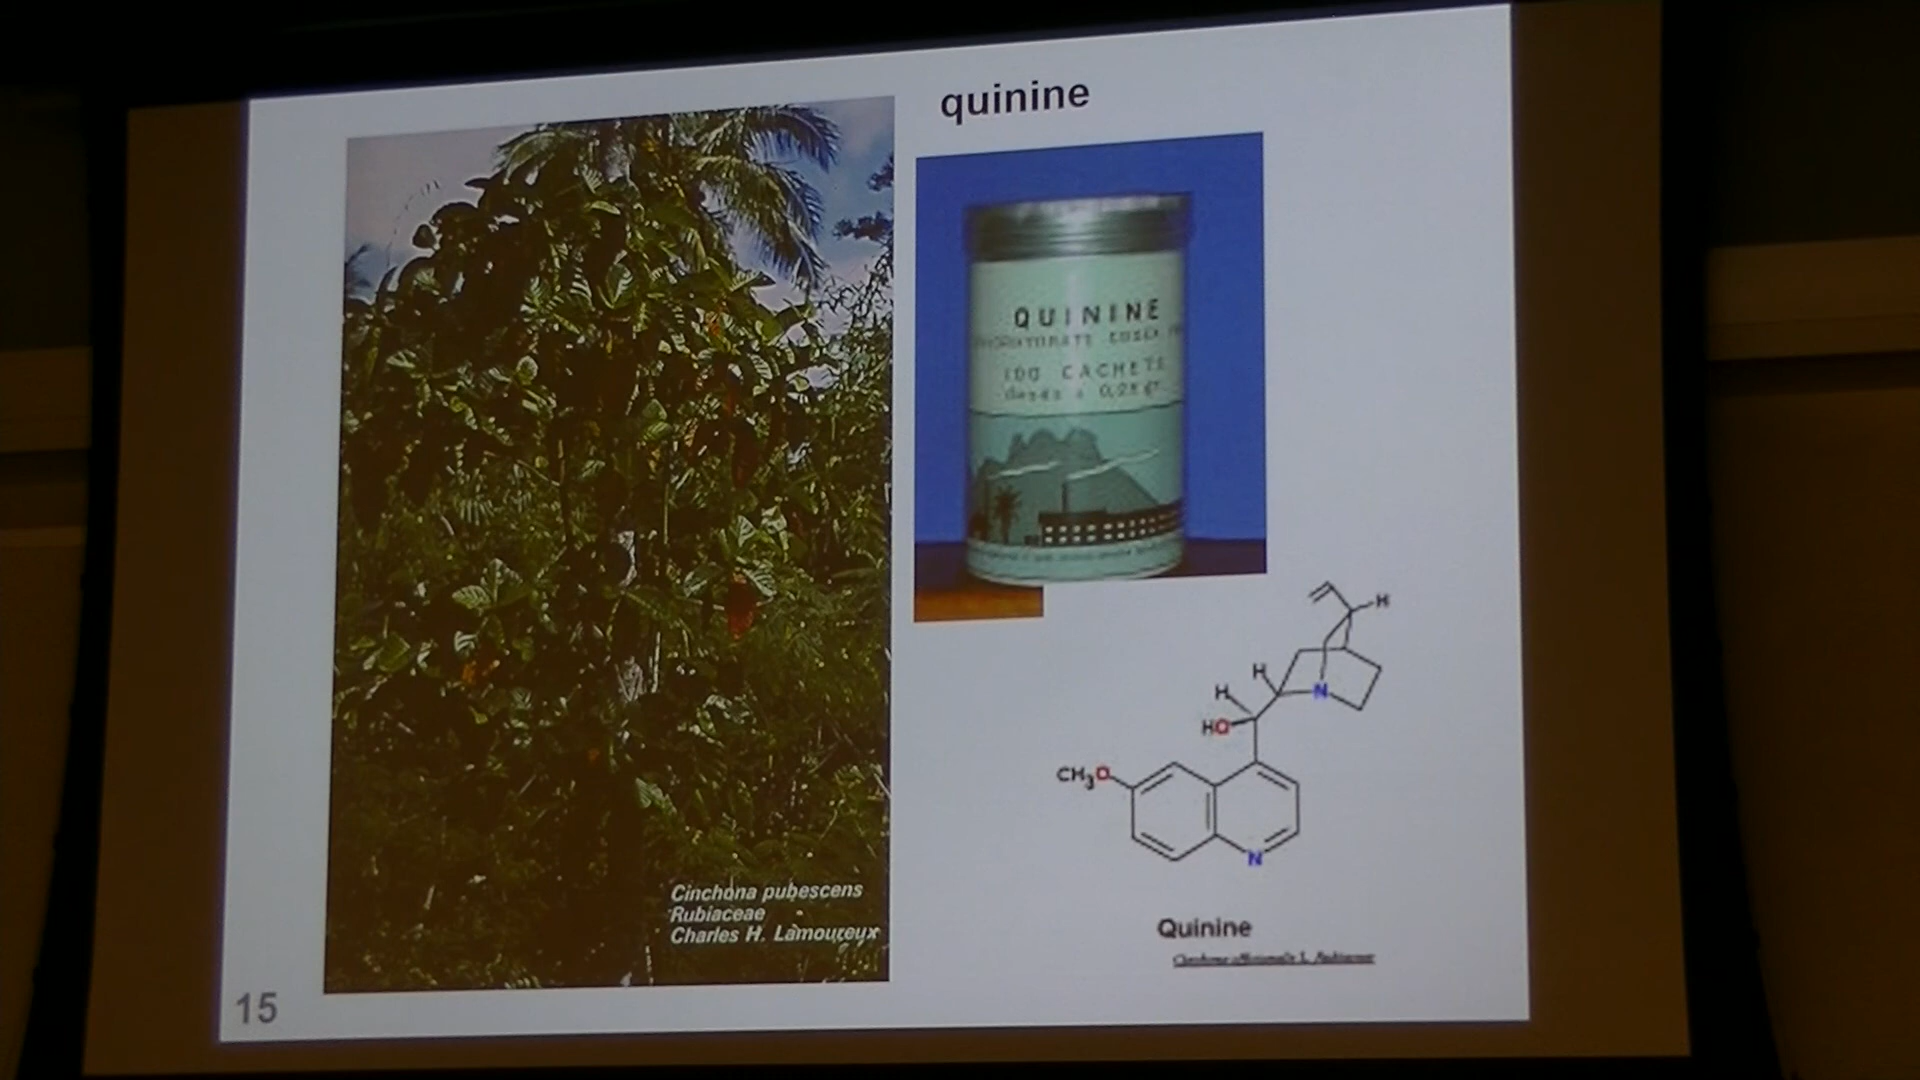 quinine
QUININE
100 CACHETS
CH₃O
HO
H
H
H
N
N
Quinine
Cinchona pubescens
Rubiaceae
Charles H. Lamoureux
15